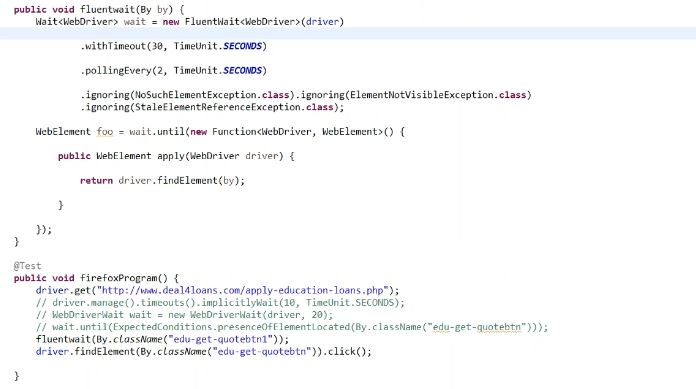 public void fluentwait(By by) {
Wait<WebDriver> wait = new FluentWait<WebDriver>(driver)
.withTimeout(30, TimeUnit.SECONDS)
.pollingEvery(2, TimeUnit.SECONDS)
.ignoring(NoSuchElementException.class).ignoring(ElementNotVisibleException.class)
.ignoring(StaleElementReferenceException.class);
WebElement foo = wait.until(new Function<WebDriver, WebElement>() {
public WebElement apply(WebDriver driver) {
return driver.findElement(by);
}
});
}
@Test
public void firefoxProgram() {
driver.get("http://www.deal4loans.com/apply-education-loans.php");
// driver.manage().timeouts().implicitlyWait(10, TimeUnit.SECONDS);
// WebDriverWait wait = new WebDriverWait(driver, 20);
// wait.until(ExpectedConditions.presenceOfElementLocated(By.className("edu-get-quotebtn")));
fluentwait(By.className("edu-get-quotebtn1"));
driver.findElement(By.className("edu-get-quotebtn")).click();
}